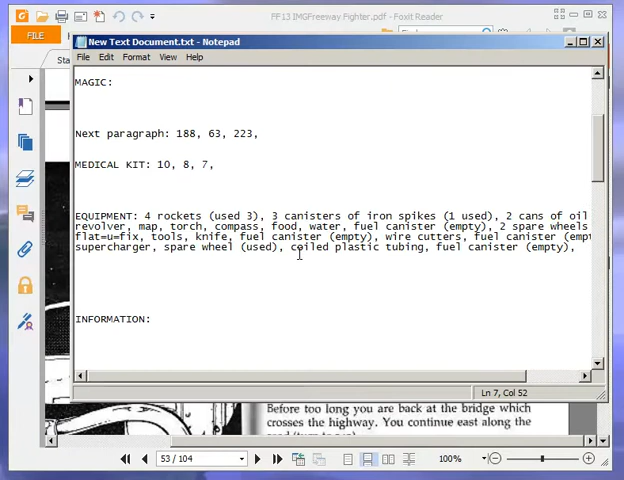 FF13 IMGFreeway Fighter.pdf - Foxit Reader
FILE
New Text Document.txt - Notepad
File Edit Format View Help
MAGIC:
Next paragraph: 188, 63, 223,
MEDICAL KIT: 10, 8, 7,
EQUIPMENT: 4 rockets (used 3), 3 canisters of iron spikes (1 used), 2 cans of oil
revolver, map, torch, compass, food, water, fuel canister (empty), 2 spare wheels
flat=u=fix, tools, knife, fuel canister (empty), wire cutters, fuel canister (empt
supercharger, spare wheel (used), coiled plastic tubing, fuel canister (empty),
INFORMATION:
Ln 7, Col 52
Before too long you are back at the bridge which
crosses the highway. You continue east along the
53 / 104
100%